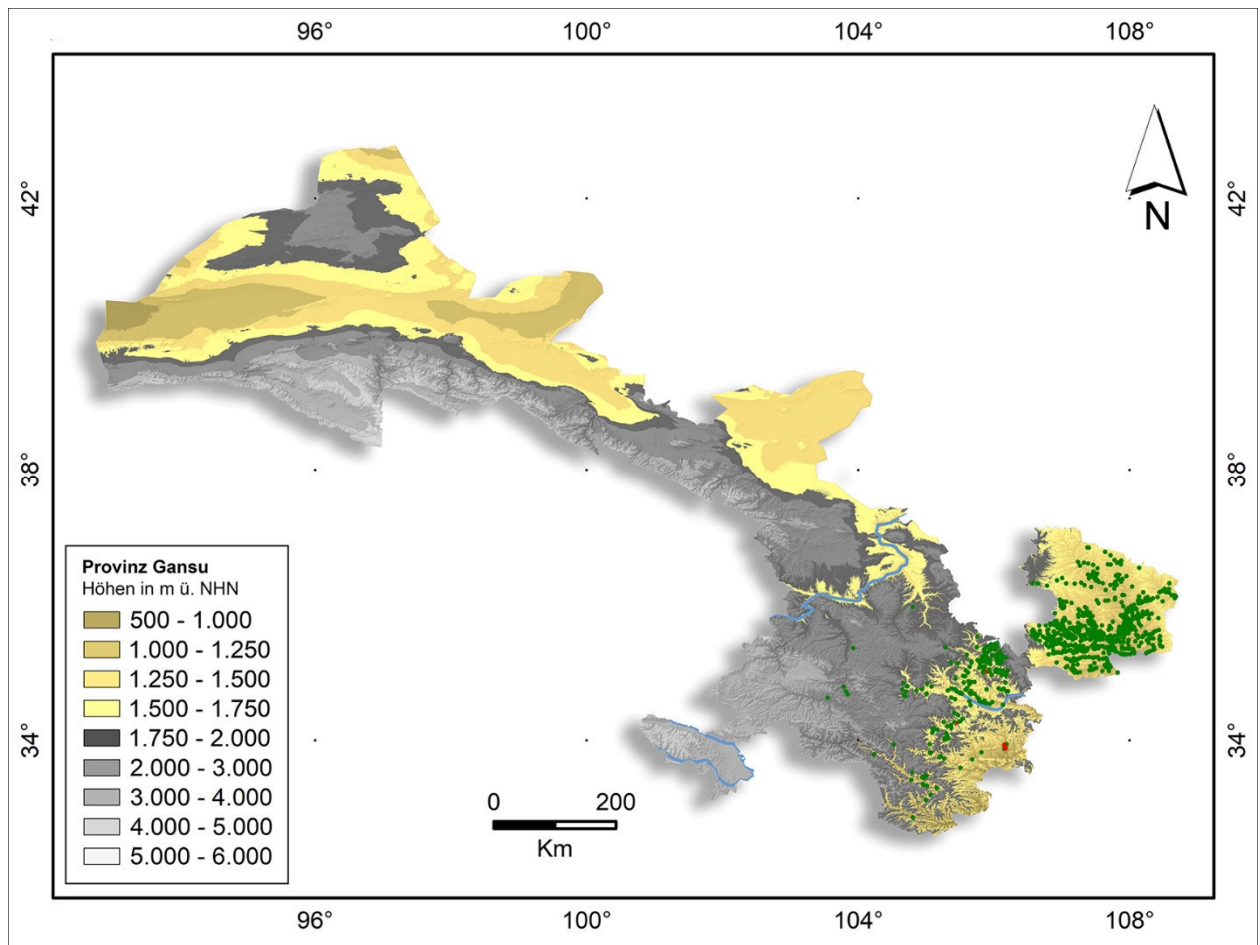 96° 100° 104° 108°
N
42° 42°
38° 38°
34° 34°
Provinz Gansu
Höhen in m ü. NHN
500 - 1.000
1.000 - 1.250
1.250 - 1.500
1.500 - 1.750
1.750 - 2.000
2.000 - 3.000
3.000 - 4.000
4.000 - 5.000
5.000 - 6.000
0 200
Km
96° 100° 104° 108°